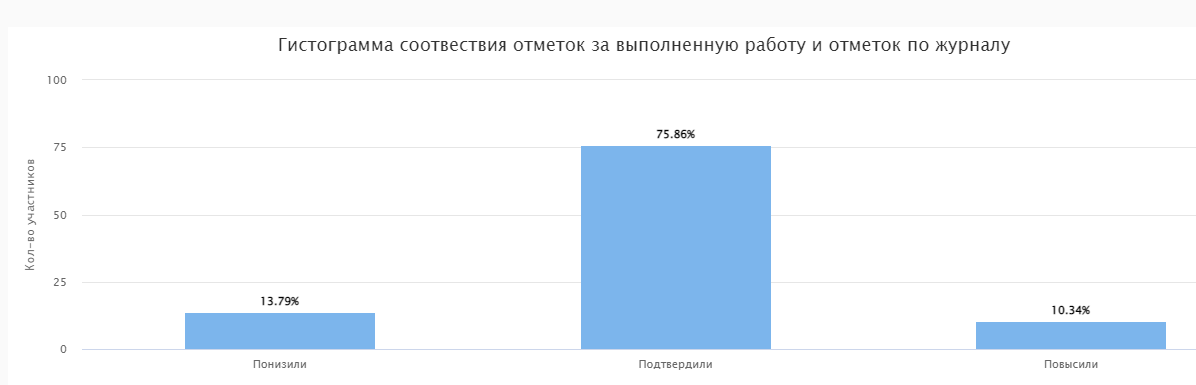 Гистограмма соотвествия отметок за выполненную работу и отметок по журналу
Кол-во участников
100
75
50
25
0
13.79%
75.86%
10.34%
Понизили
Подтвердили
Повысили